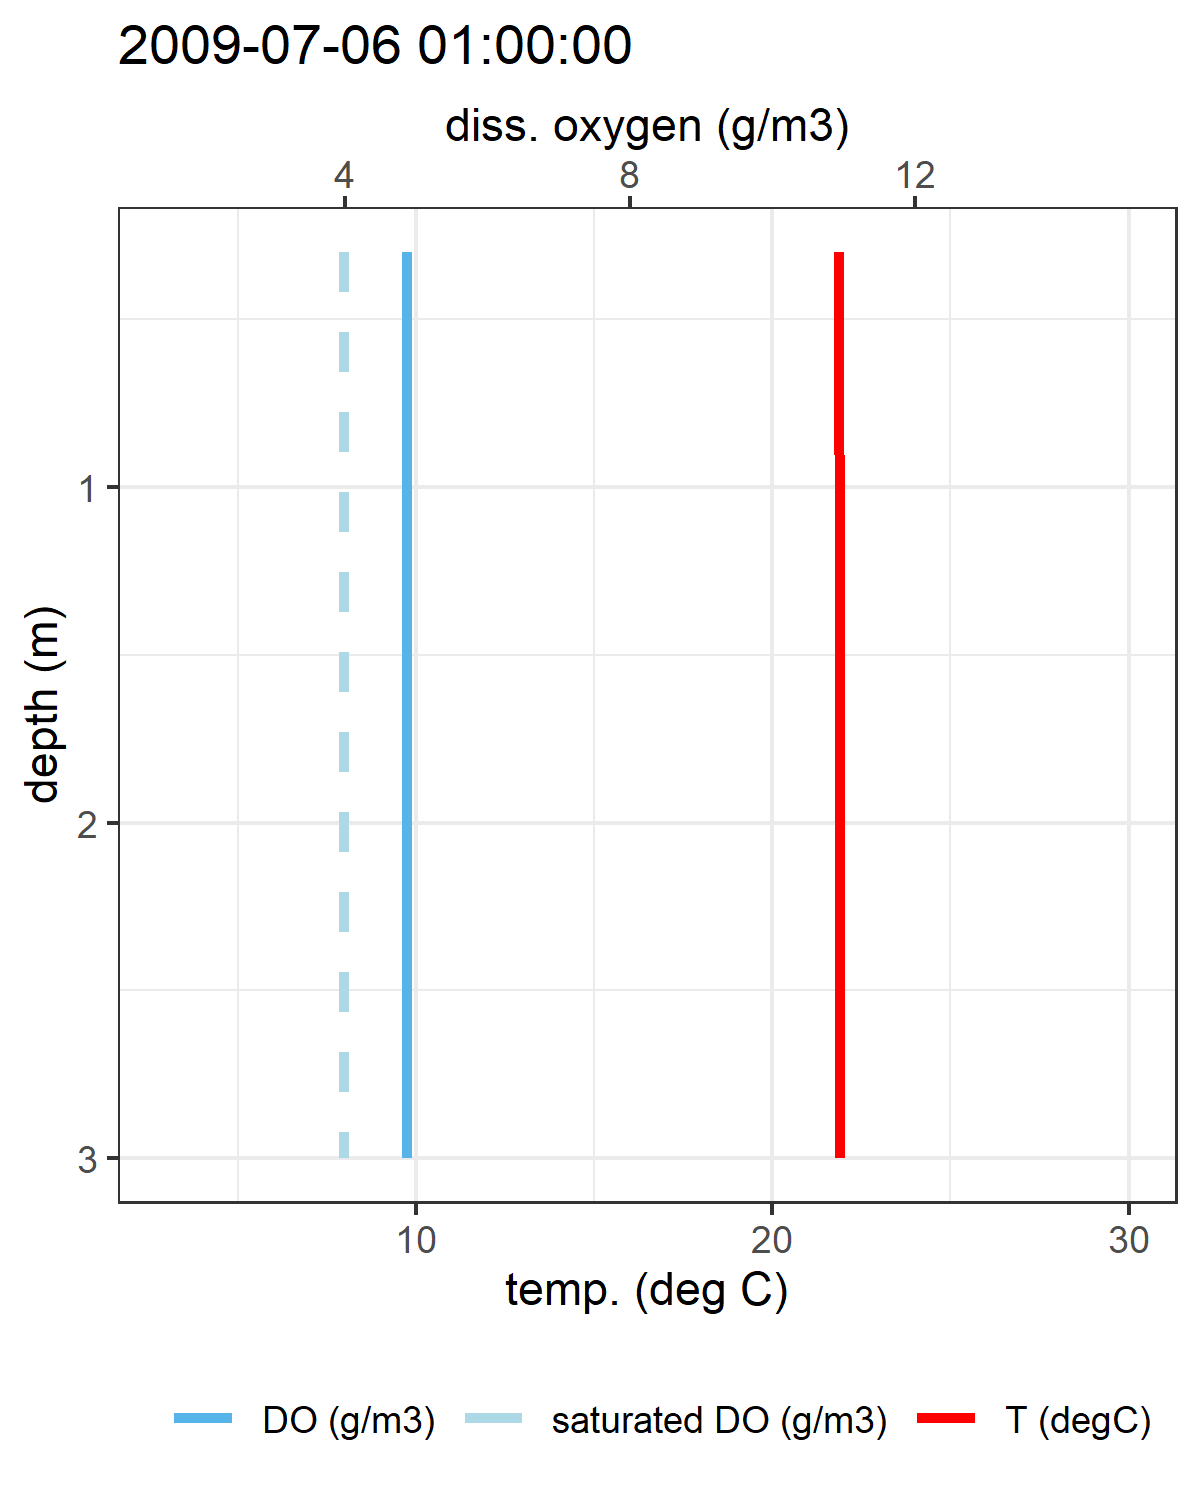 2009-07-06 01:00:00
diss. oxygen (g/m3)
4 8 12
depth (m)
1
2
3
10 20 30
temp. (deg C)
DO (g/m3) saturated DO (g/m3) T (degC)